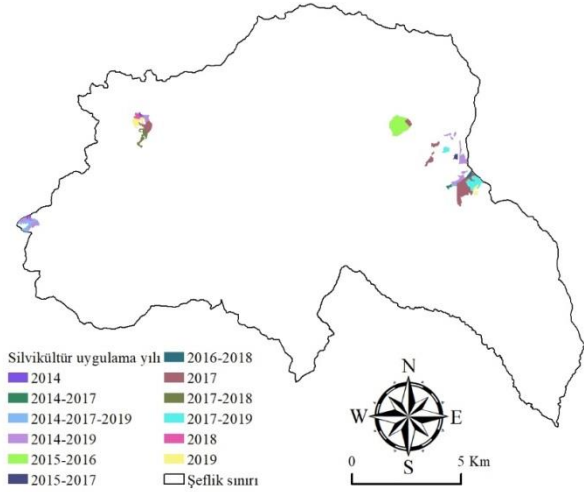 Silvikültür uygulama yılı
2014
2014-2017
2014-2017-2019
2014-2019
2015-2016
2015-2017
2016-2018
2017
2017-2018
2017-2019
2018
2019
Şeflik sınırı
N
W E
S
0 5 Km